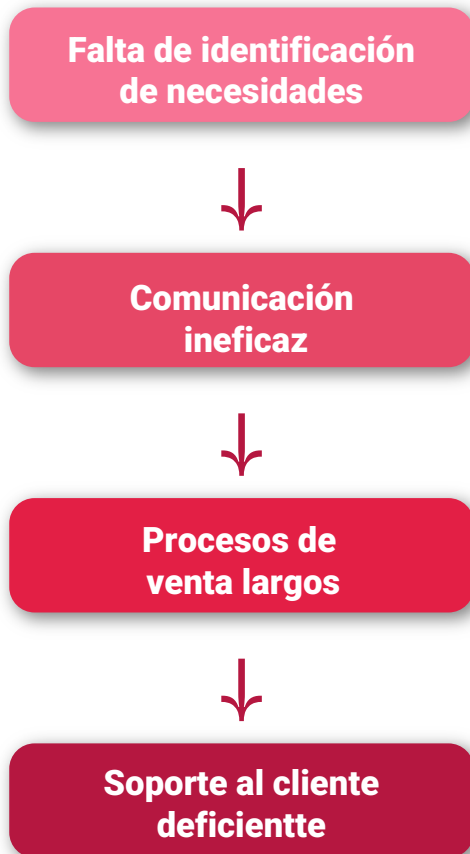 Falta de identificación
de necesidades
Comunicación
ineficaz
Procesos de
venta largos
Soporte al cliente
deficientte